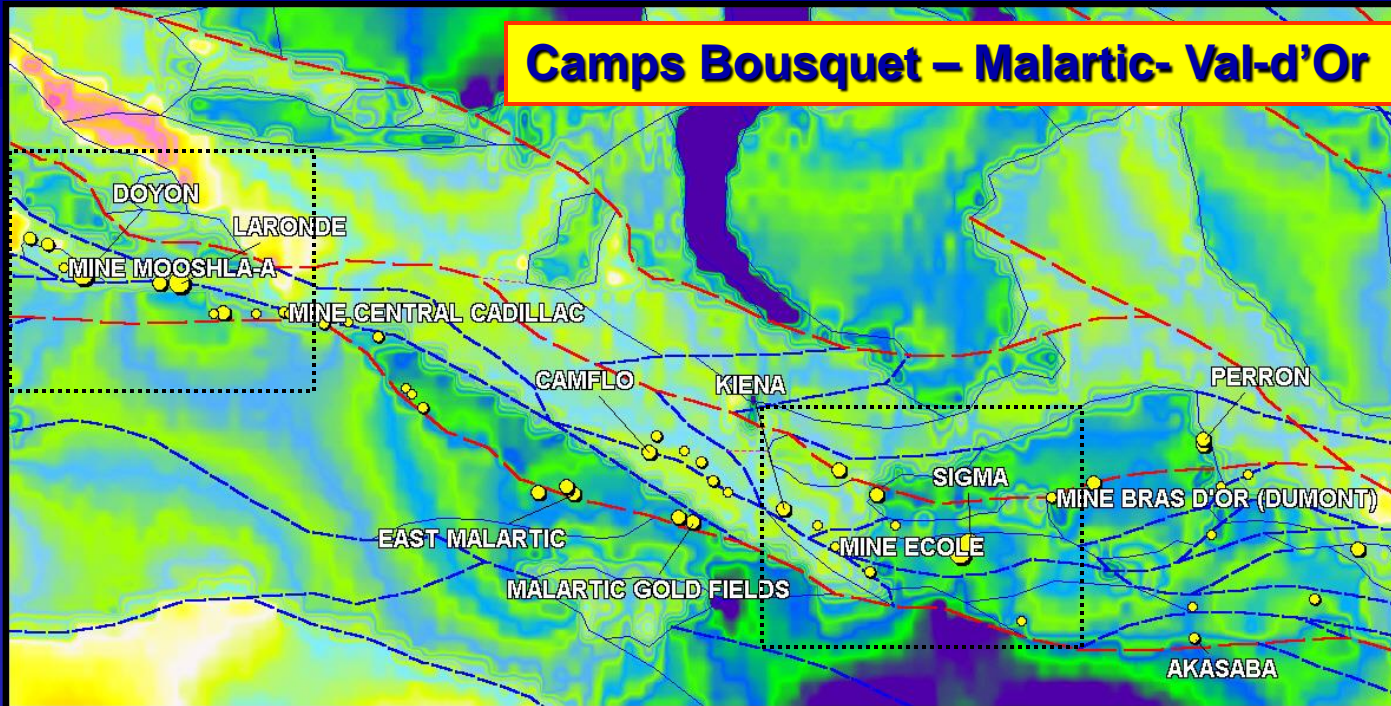 Camps Bousquet – Malartic- Val-d’Or
DOYON
LARONDE
MINE MOOSHLA-A
MINE CENTRAL CADILLAC
CAMFLO
KIENA
PERRON
SIGMA
MINE BRAS D'OR (DUMONT)
EAST MALARTIC
MINE ECOLE
MALARTIC GOLD FIELDS
AKASABA